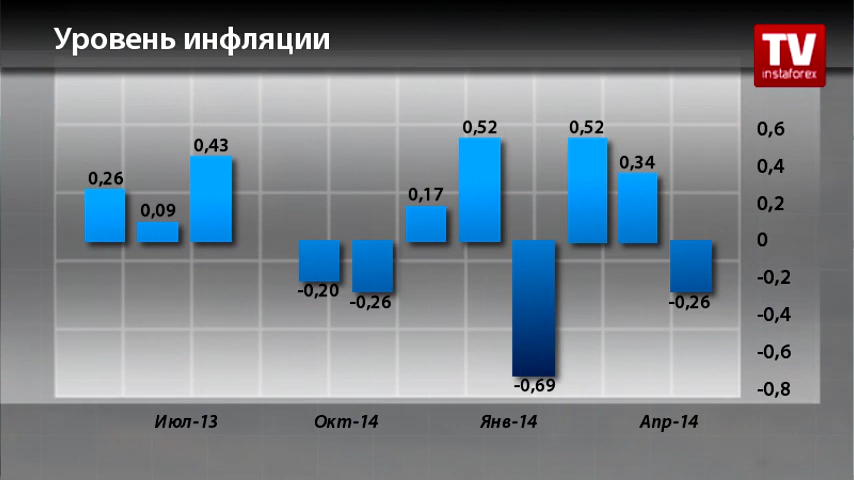 Уровень инфляции
TV
instaforex
0,26
0,09
0,43
-0,20
-0,26
0,17
0,52
-0,69
0,52
0,34
-0,26
0,6
0,4
0,2
0
-0,2
-0,4
-0,6
-0,8
Июл-13
Окт-14
Янв-14
Апр-14